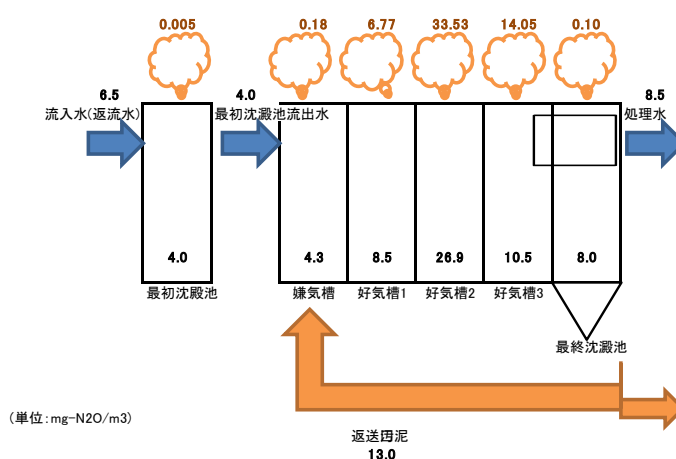 0.005 0.18 6.77 33.53 14.05 0.10
6.5 4.0 8.5
流入水(返流水) 最初沈澱池流出水 処理水
4.0 4.3 8.5 26.9 10.5 8.0
最初沈殿池 嫌気槽 好気槽1 好気槽2 好気槽3
最終沈澱池
(単位:mg-N2O/m3)
返送汚泥
13.0